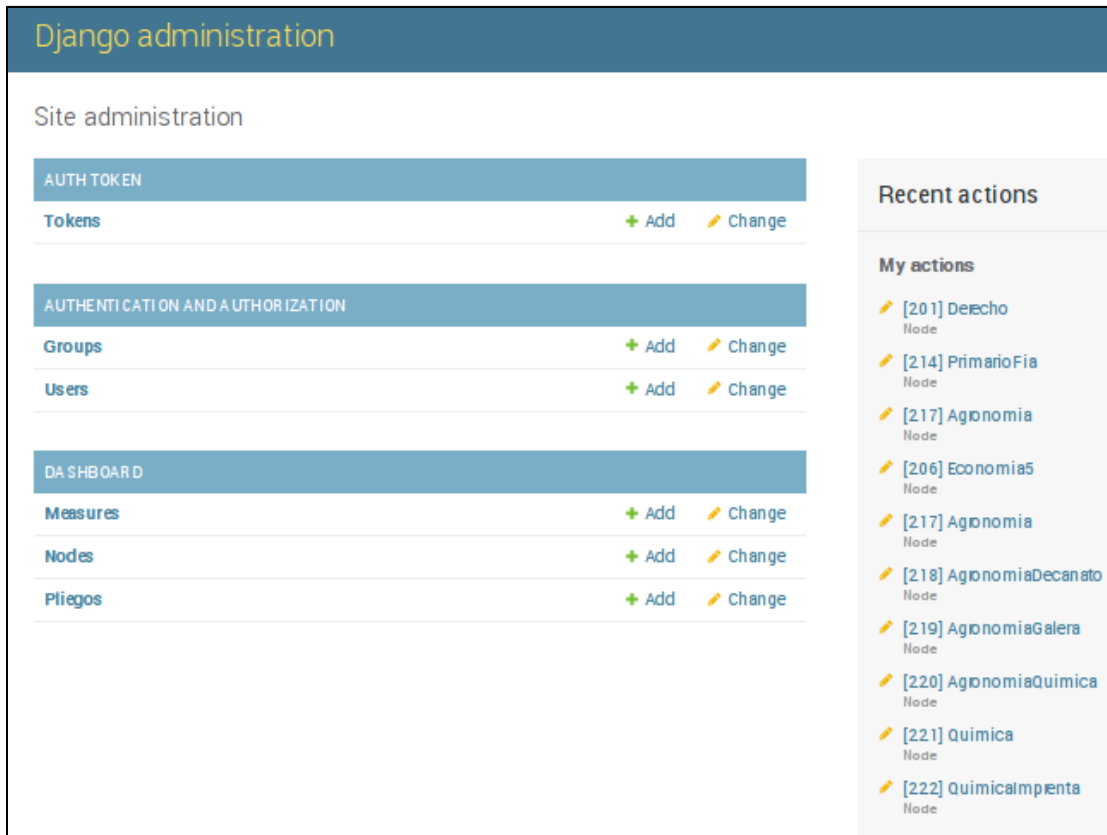 Django administration
Site administration
AUTH TOKEN
Tokens + Add Change
AUTHENTICATION AND AUTHORIZATION
Groups + Add Change
Users + Add Change
DASHBOARD
Measures + Add Change
Nodes + Add Change
Pliegos + Add Change
Recent actions
My actions
[201] Derecho
Node
[214] PrimarioFia
Node
[217] Agronomia
Node
[206] Economia5
Node
[217] Agronomia
Node
[218] AgronomiaDecanato
Node
[219] AgronomiaGalera
Node
[220] AgronomiaQuimica
Node
[221] Quimica
Node
[222] QuimicaImprenta
Node